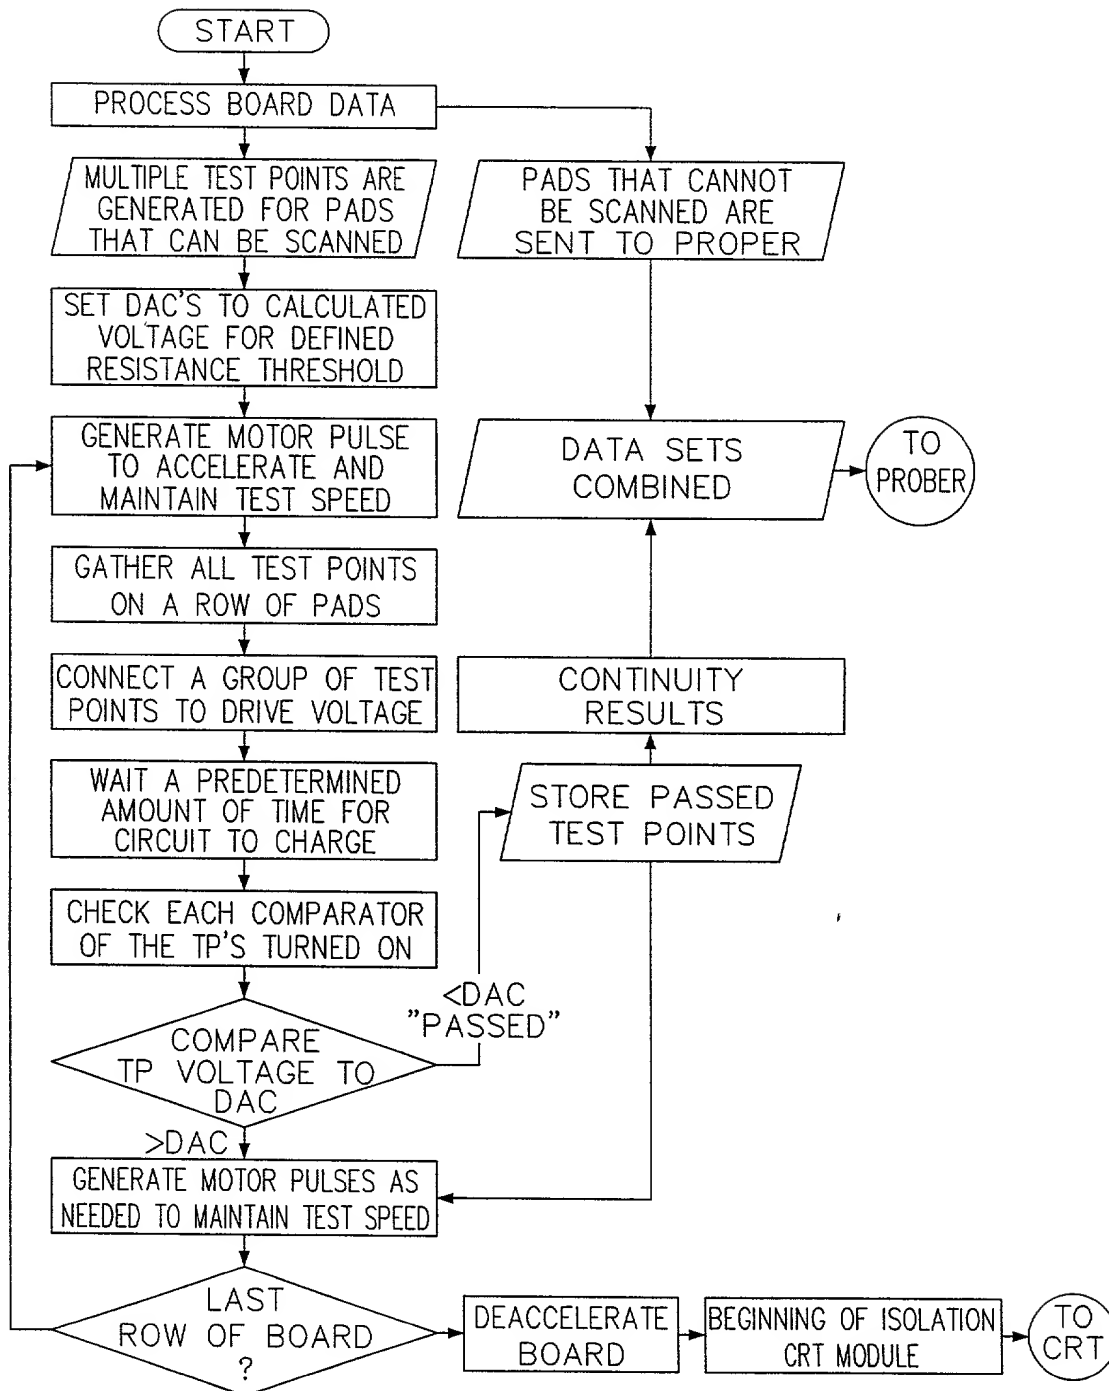 START
PROCESS BOARD DATA
MULTIPLE TEST POINTS ARE
GENERATED FOR PADS
THAT CAN BE SCANNED
PADS THAT CANNOT
BE SCANNED ARE
SENT TO PROPER
SET DAC'S TO CALCULATED
VOLTAGE FOR DEFINED
RESISTANCE THRESHOLD
GENERATE MOTOR PULSE
TO ACCELERATE AND
MAINTAIN TEST SPEED
DATA SETS
COMBINED
TO
PROBER
GATHER ALL TEST POINTS
ON A ROW OF PADS
CONNECT A GROUP OF TEST
POINTS TO DRIVE VOLTAGE
CONTINUITY
RESULTS
WAIT A PREDETERMINED
AMOUNT OF TIME FOR
CIRCUIT TO CHARGE
STORE PASSED
TEST POINTS
CHECK EACH COMPARATOR
OF THE TP'S TURNED ON
<DAC
"PASSED"
COMPARE
TP VOLTAGE TO
DAC
>DAC
GENERATE MOTOR PULSES AS
NEEDED TO MAINTAIN TEST SPEED
LAST
ROW OF BOARD
?
DEACCELERATE
BOARD
BEGINNING OF ISOLATION
CRT MODULE
TO
CRT